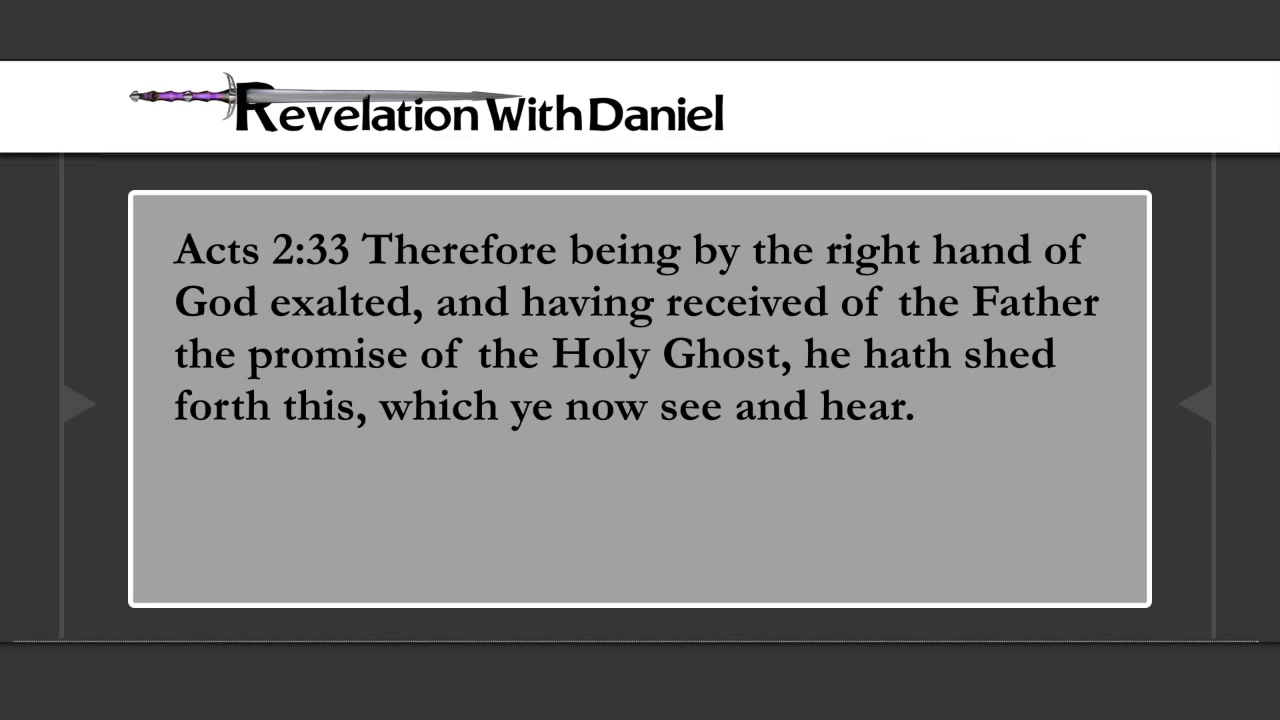 Revelation With Daniel
Acts 2:33 Therefore being by the right hand of
God exalted, and having received of the Father
the promise of the Holy Ghost, he hath shed
forth this, which ye now see and hear.